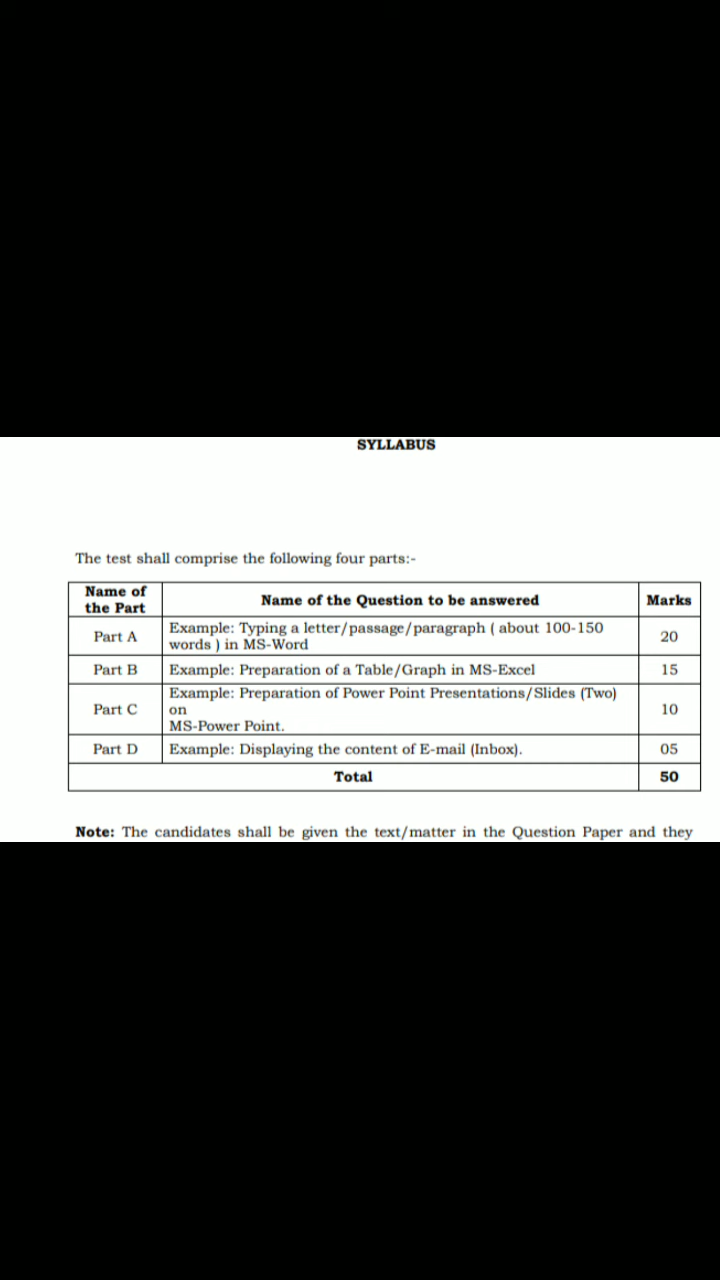 SYLLABUS
The test shall comprise the following four parts:-
Name of the Part | Name of the Question to be answered | Marks
Part A | Example: Typing a letter/passage/paragraph ( about 100-150
words ) in MS-Word | 20
Part B | Example: Preparation of a Table/Graph in MS-Excel | 15
Part C | Example: Preparation of Power Point Presentations/Slides (Two)
on
MS-Power Point. | 10
Part D | Example: Displaying the content of E-mail (Inbox). | 05
Total | 50
Note: The candidates shall be given the text/matter in the Question Paper and they